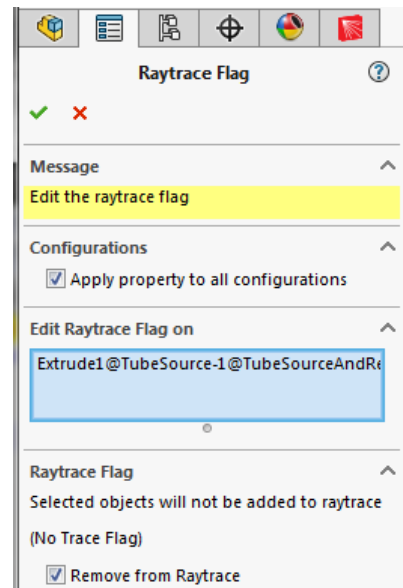 Raytrace Flag
Message
Edit the raytrace flag
Configurations
Apply property to all configurations
Edit Raytrace Flag on
Extrude1@TubeSource-1@TubeSourceAndRe
Raytrace Flag
Selected objects will not be added to raytrace
(No Trace Flag)
Remove from Raytrace